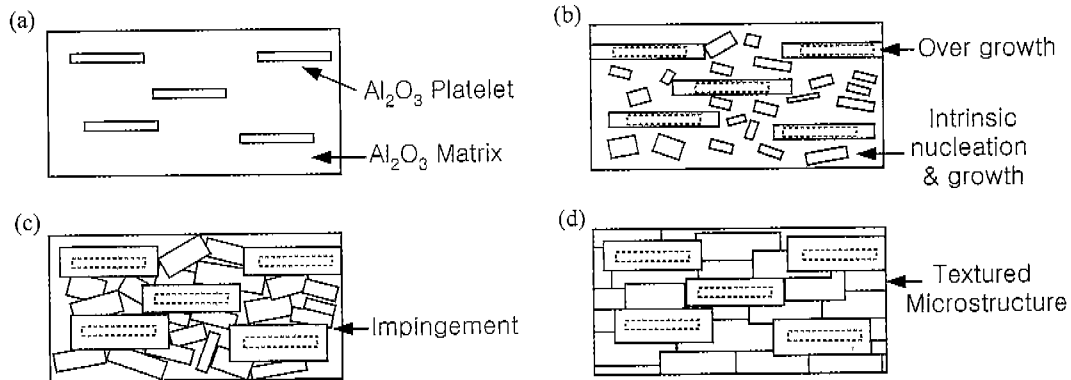 (a)
Al₂O₃ Platelet
Al₂O₃ Matrix
(b)
Over growth
Intrinsic
nucleation
& growth
(c)
Impingement
(d)
Textured
Microstructure